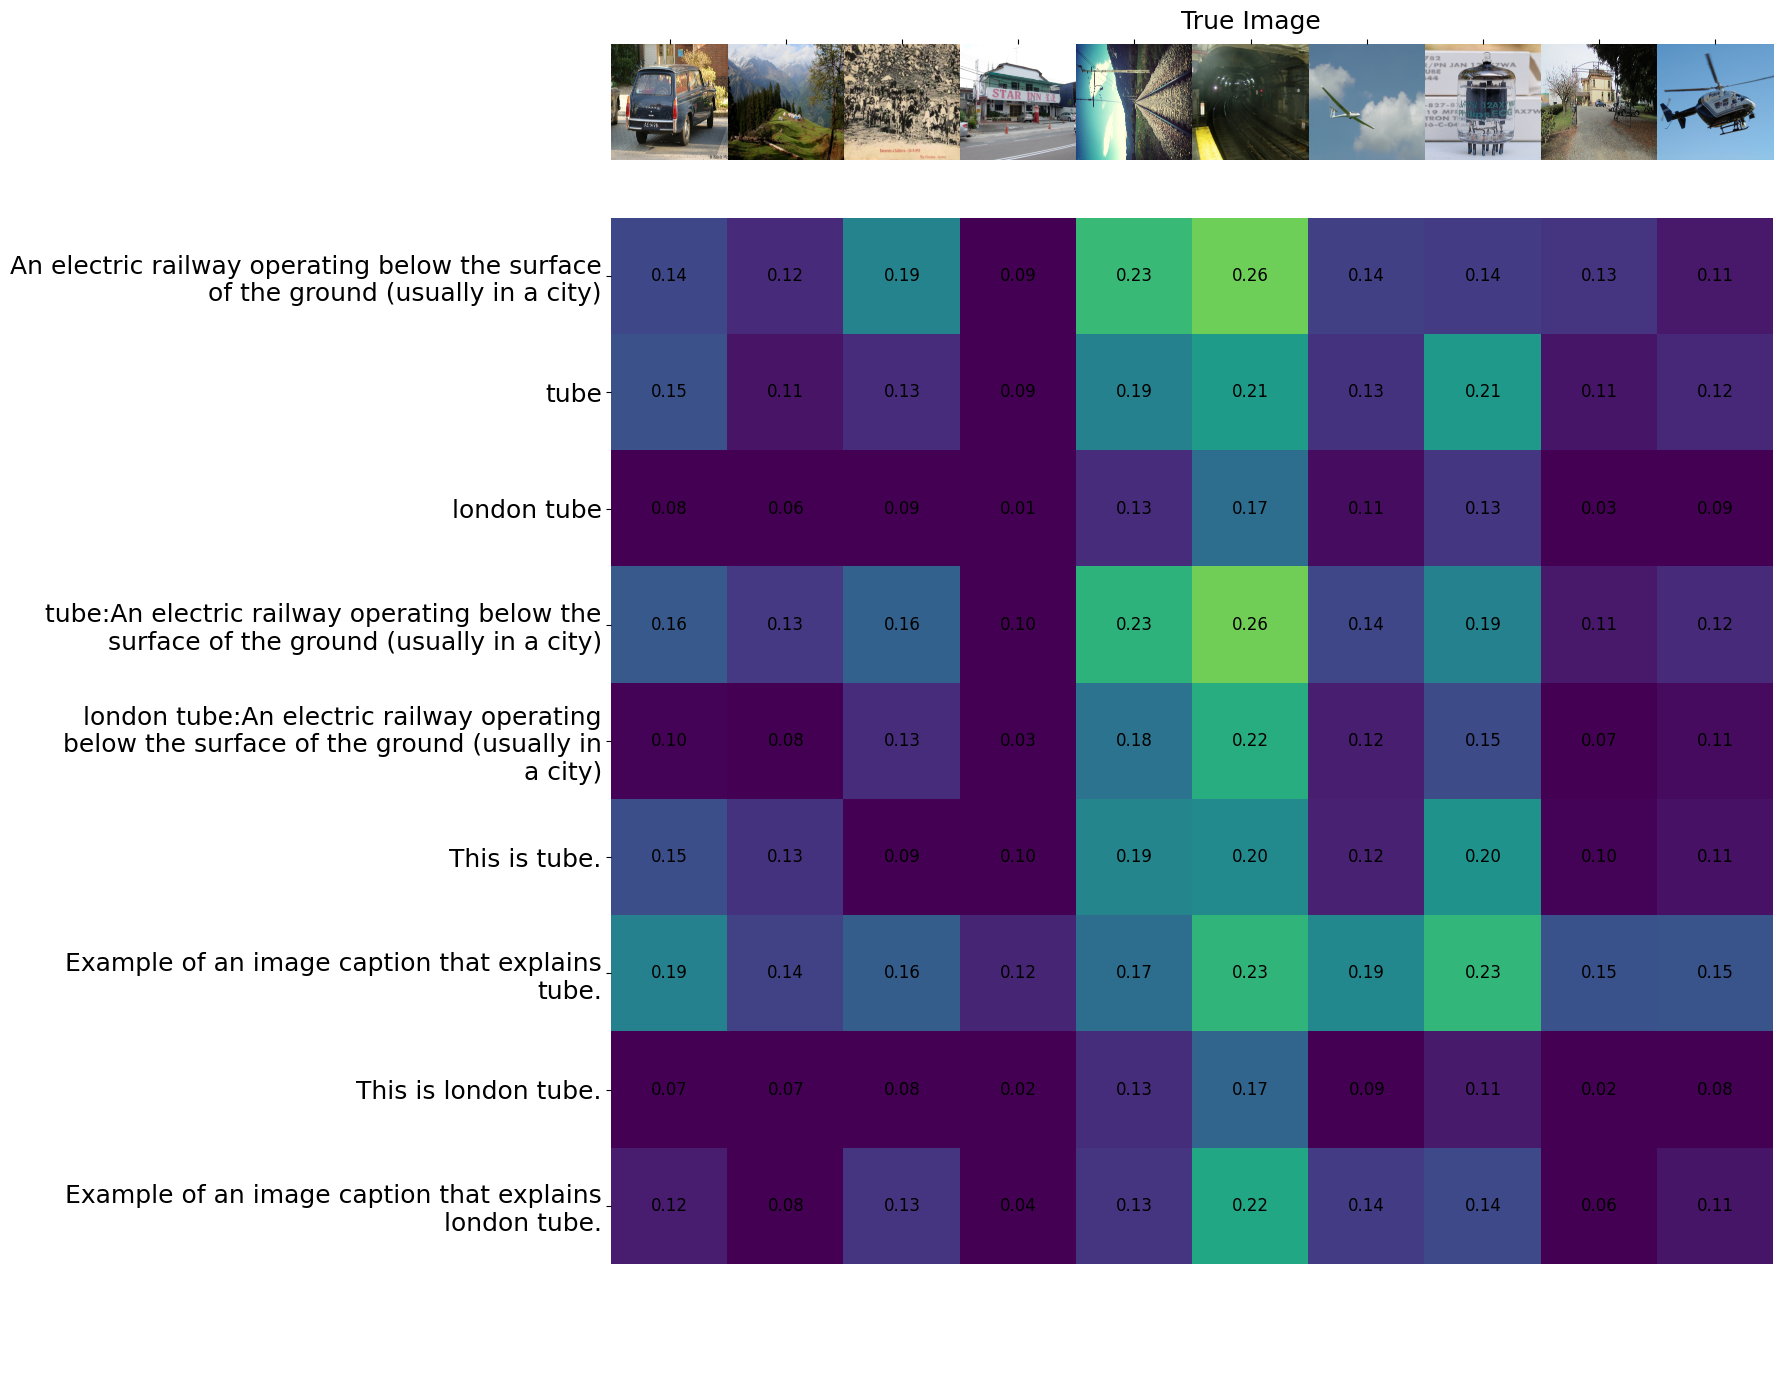 True Image
STAR INN
An electric railway operating below the surface
of the ground (usually in a city)
0.14 0.12 0.19 0.09 0.23 0.26 0.14 0.14 0.13 0.11
tube
0.15 0.11 0.13 0.09 0.19 0.21 0.13 0.21 0.11 0.12
london tube
0.08 0.06 0.09 0.01 0.13 0.17 0.11 0.13 0.03 0.09
tube:An electric railway operating below the
surface of the ground (usually in a city)
0.16 0.13 0.16 0.10 0.23 0.26 0.14 0.19 0.11 0.12
london tube:An electric railway operating
below the surface of the ground (usually in
a city)
0.10 0.08 0.13 0.03 0.18 0.22 0.12 0.15 0.07 0.11
This is tube.
0.15 0.13 0.09 0.10 0.19 0.20 0.12 0.20 0.10 0.11
Example of an image caption that explains
tube.
0.19 0.14 0.16 0.12 0.17 0.23 0.19 0.23 0.15 0.15
This is london tube.
0.07 0.07 0.08 0.02 0.13 0.17 0.09 0.11 0.02 0.08
Example of an image caption that explains
london tube.
0.12 0.08 0.13 0.04 0.13 0.22 0.14 0.14 0.06 0.11